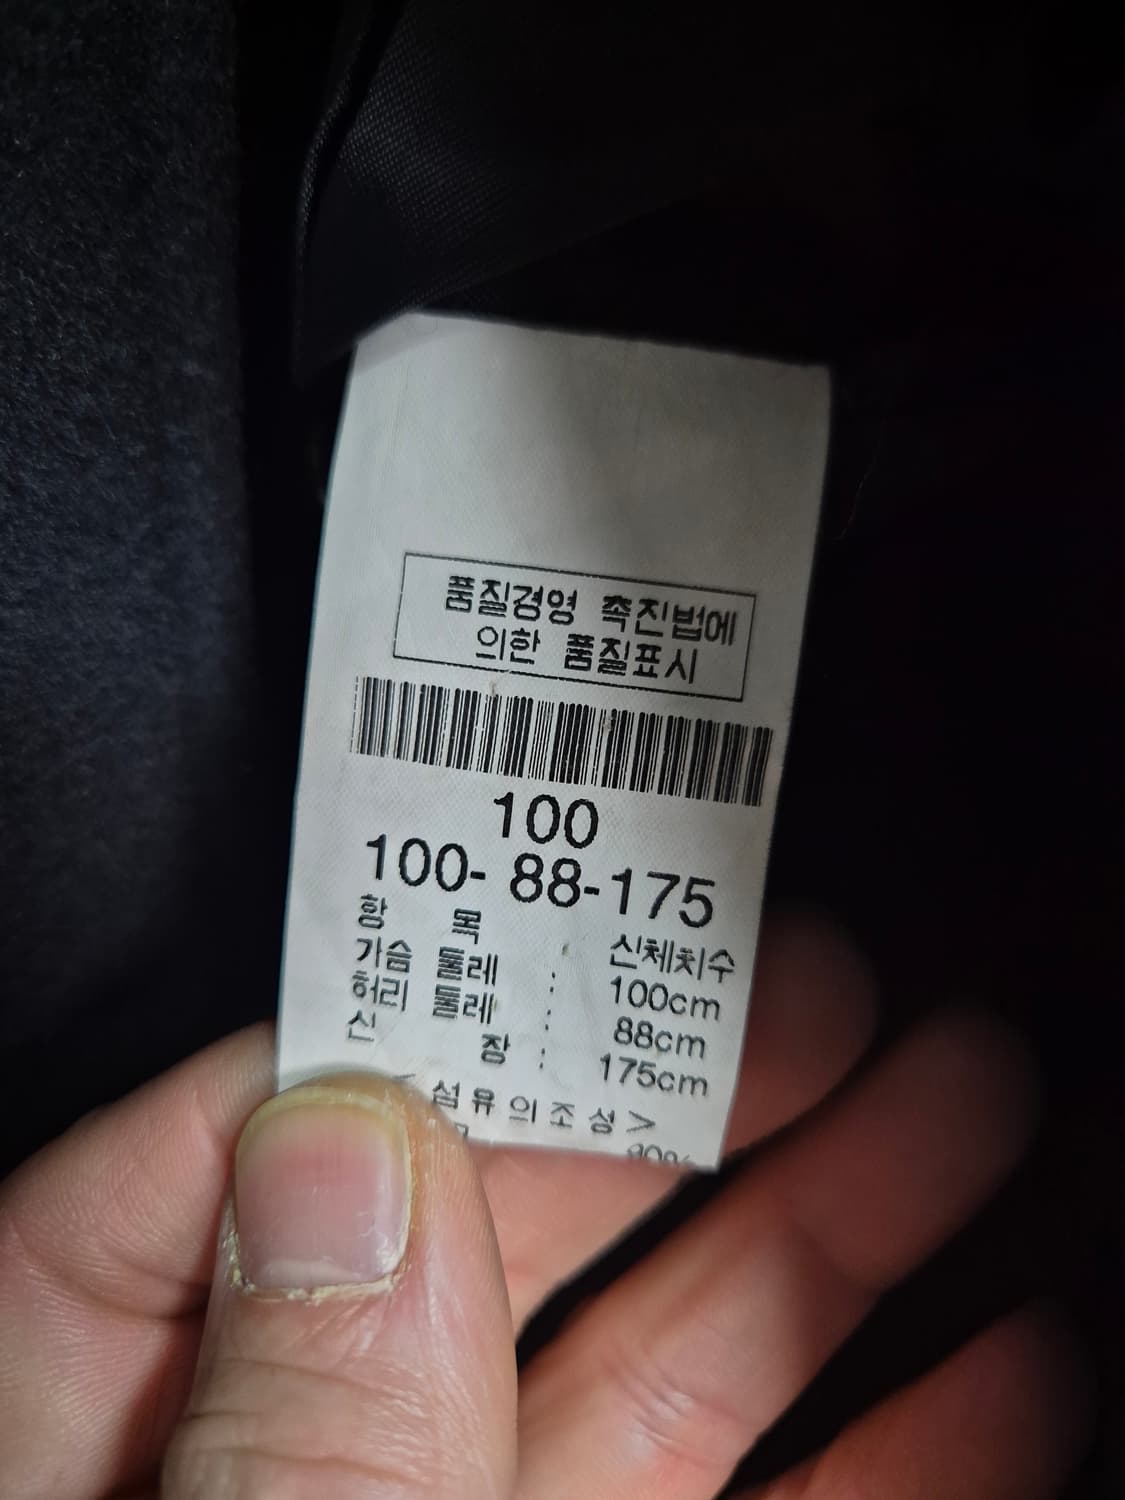 품질경영 촉진법에
의한 품질표시
100
100- 88-175
항 목 신체치수
가슴 둘레 : 100cm
허리 둘레 : 88cm
신 장 : 175cm
섬유의조성>